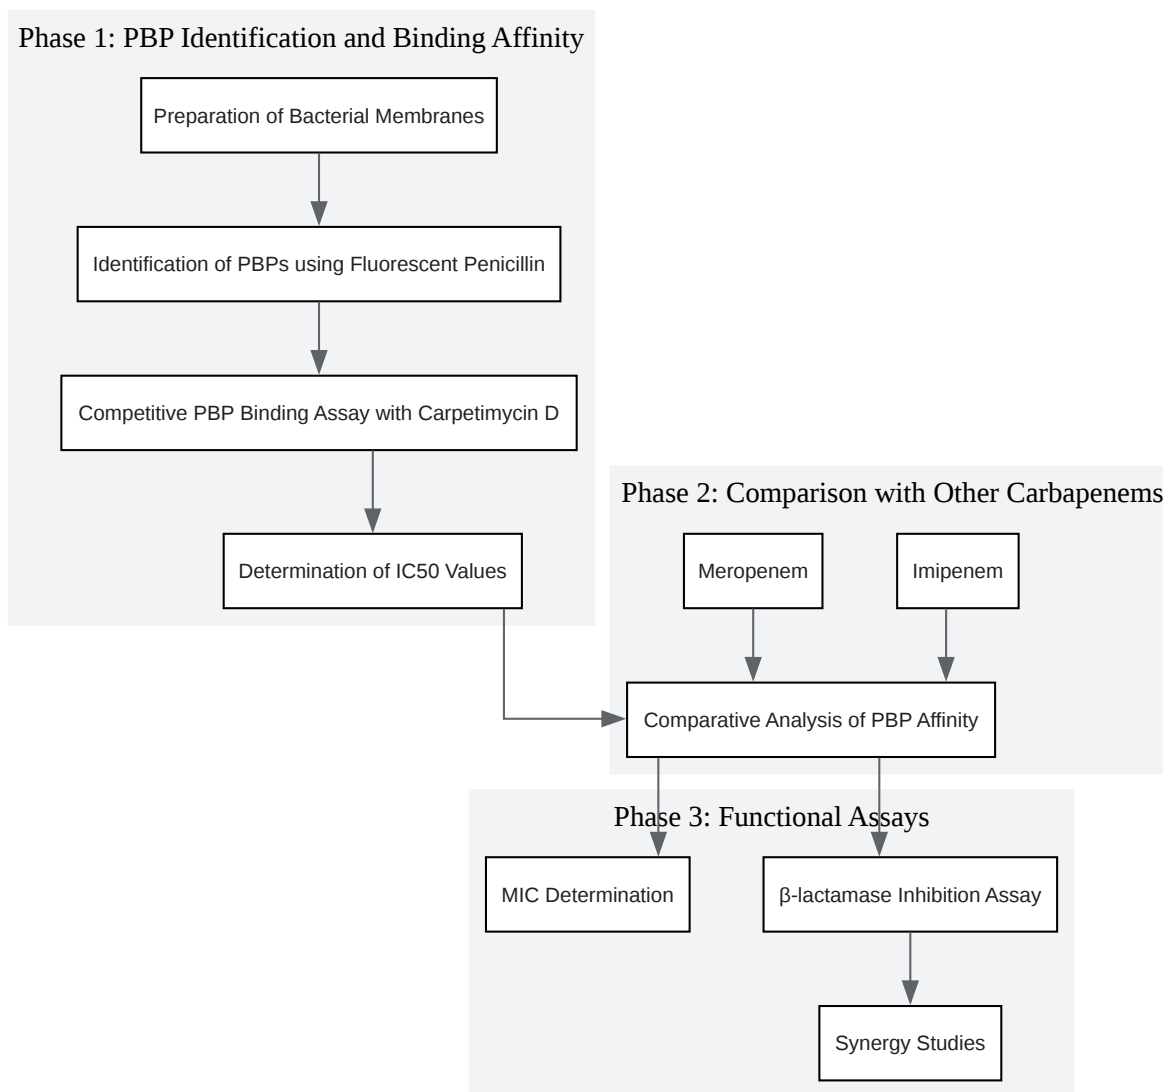 Phase 1: PBP Identification and Binding Affinity
Preparation of Bacterial Membranes
Identification of PBPs using Fluorescent Penicillin
Competitive PBP Binding Assay with Carpetimycin D
Determination of IC50 Values
Phase 2: Comparison with Other Carbapenems
Meropenem
Imipenem
Comparative Analysis of PBP Affinity
Phase 3: Functional Assays
MIC Determination
β-lactamase Inhibition Assay
Synergy Studies